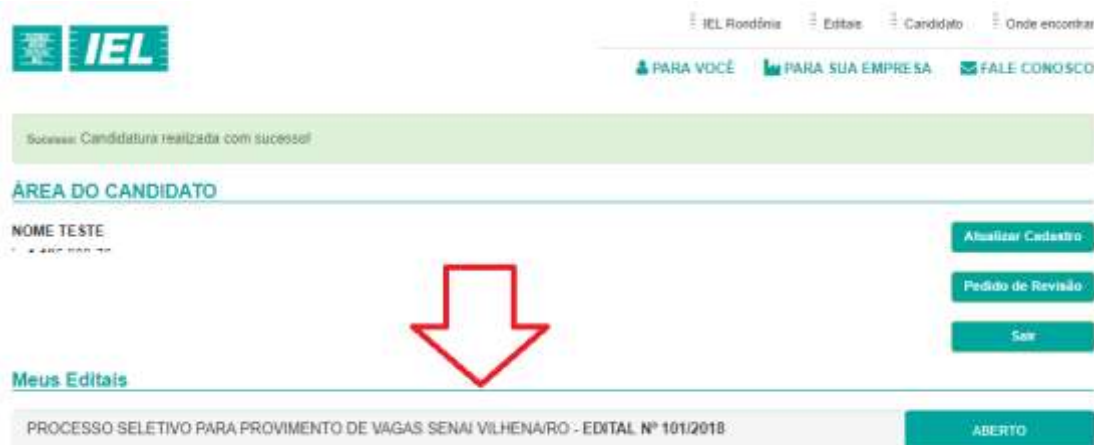 IEL Rondônia Editais Candidato Onde encontrar
IEL
PARA VOCÊ PARA SUA EMPRESA FALE CONOSCO
Sucesso: Candidatura realizada com sucesso!
ÁREA DO CANDIDATO
NOME TESTE
Atualizar Cadastro
Pedido de Revisão
Sair
Meus Editais
PROCESSO SELETIVO PARA PROVIMENTO DE VAGAS SENAI VILHENA/RO - EDITAL Nº 101/2018 ABERTO